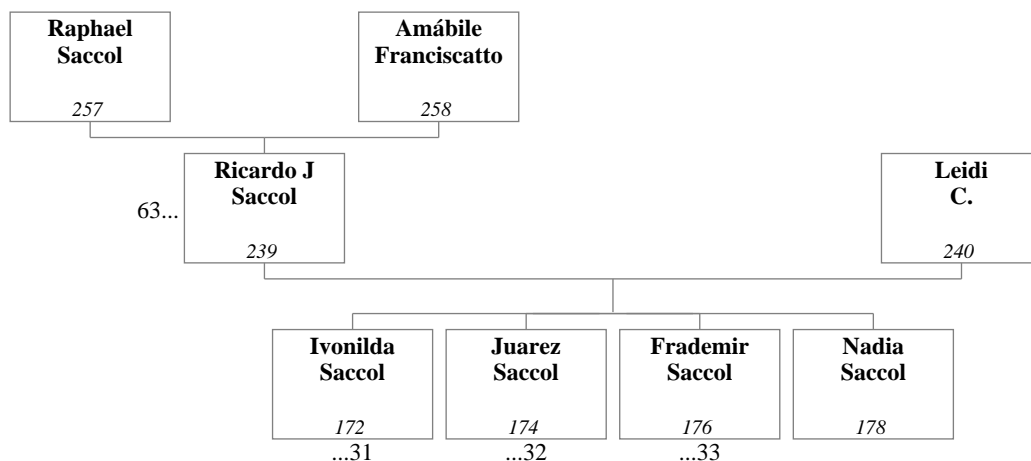 Raphael
Saccol
257
Amábile
Franciscatto
258
63...
Ricardo J
Saccol
239
Leidi
C.
240
Ivonilda
Saccol
172
...31
Juarez
Saccol
174
...32
Frademir
Saccol
176
...33
Nadia
Saccol
178